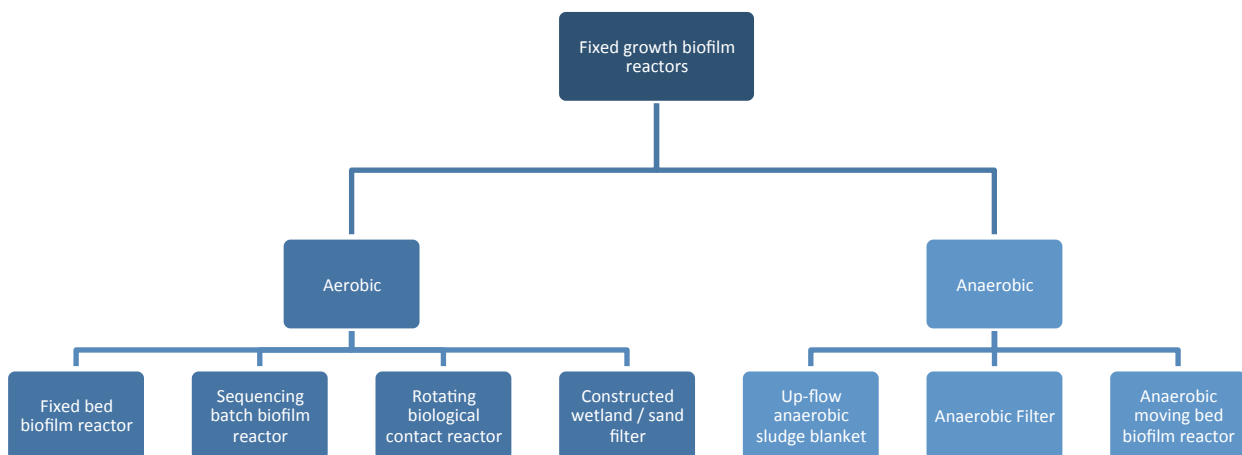 Fixed growth biofilm
reactors
Aerobic
Anaerobic
Fixed bed
biofilm reactor
Sequencing
batch biofilm
reactor
Rotating
biological
contact reactor
Constructed
wetland / sand
filter
Up-flow
anaerobic
sludge blanket
Anaerobic Filter
Anaerobic
moving bed
biofilm reactor